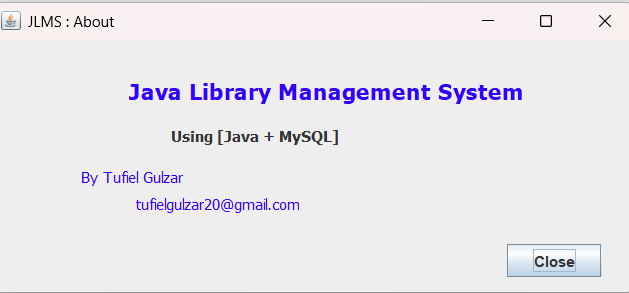 JLMS : About
Java Library Management System
Using [Java + MySQL]
By Tufiel Gulzar
tufielgulzar20@gmail.com
Close